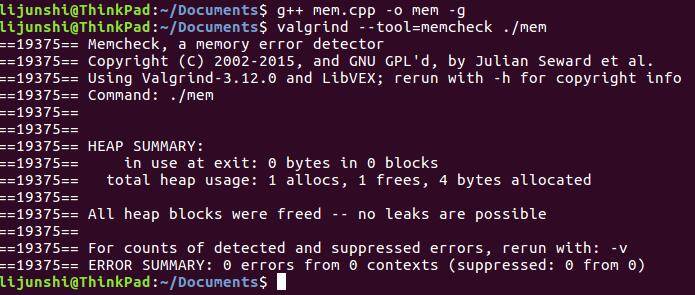 lijunshi@ThinkPad:~/Documents$ g++ mem.cpp -o mem -g
lijunshi@ThinkPad:~/Documents$ valgrind --tool=memcheck ./mem
==19375== Memcheck, a memory error detector
==19375== Copyright (C) 2002-2015, and GNU GPL'd, by Julian Seward et al.
==19375== Using Valgrind-3.12.0 and LibVEX; rerun with -h for copyright info
==19375== Command: ./mem
==19375==
==19375==
==19375== HEAP SUMMARY:
==19375==     in use at exit: 0 bytes in 0 blocks
==19375==   total heap usage: 1 allocs, 1 frees, 4 bytes allocated
==19375==
==19375== All heap blocks were freed -- no leaks are possible
==19375==
==19375== For counts of detected and suppressed errors, rerun with: -v
==19375== ERROR SUMMARY: 0 errors from 0 contexts (suppressed: 0 from 0)
lijunshi@ThinkPad:~/Documents$